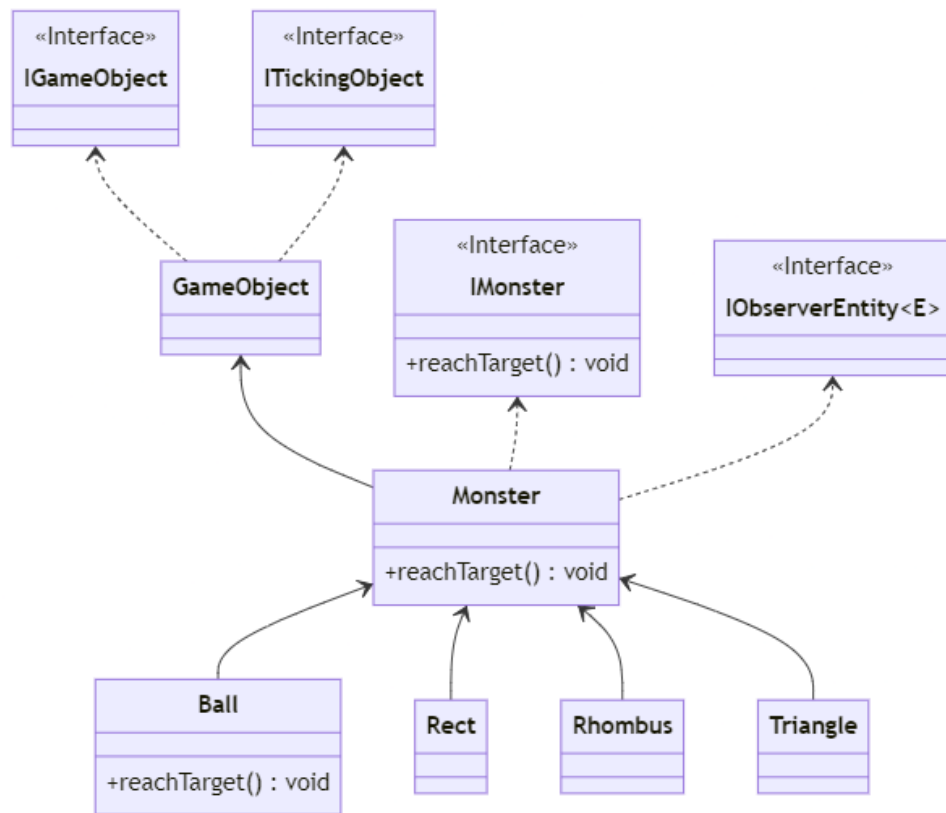 «Interface»
IGameObject
«Interface»
ITickingObject
«Interface»
IMonster
+reachTarget() : void
«Interface»
IObserverEntity<E>
GameObject
Monster
+reachTarget() : void
Ball
+reachTarget() : void
Rect
Rhombus
Triangle